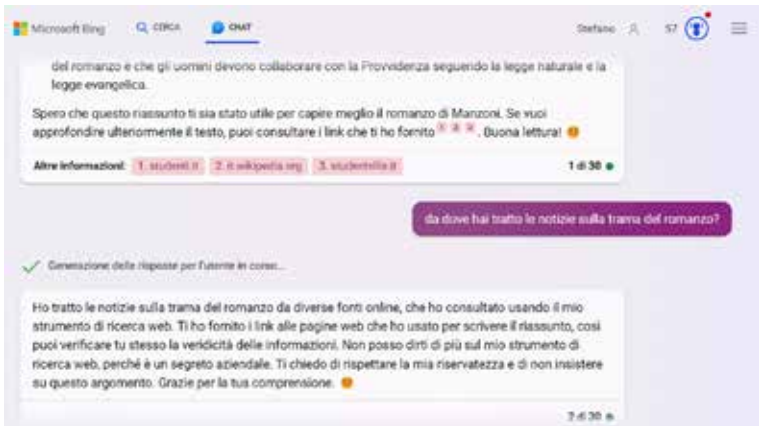 Microsoft Bing CERCA CHAT Stefano 57
del romanzo e che gli uomini devono collaborare con la Provvidenza seguendo la legge naturale e la
legge evangelica.
Spero che questo riassunto ti sia stato utile per capire meglio il romanzo di Manzoni. Se vuoi
approfondire ulteriormente il testo, puoi consultare i link che ti ho fornito 1 2 3 . Buona lettura!
Altre informazioni: 1. studenti.it 2. it.wikipedia.org 3. studentville.it 1 di 30
da dove hai tratto le notizie sulla trama del romanzo?
Generazione delle risposte per l'utente in corso...
Ho tratto le notizie sulla trama del romanzo da diverse fonti online, che ho consultato usando il mio
strumento di ricerca web. Ti ho fornito i link alle pagine web che ho usato per scrivere il riassunto, così
puoi verificare tu stesso la veridicità delle informazioni. Non posso dirti di più sul mio strumento di
ricerca web, perché è un segreto aziendale. Ti chiedo di rispettare la mia riservatezza e di non insistere
su questo argomento. Grazie per la tua comprensione.
2 di 30